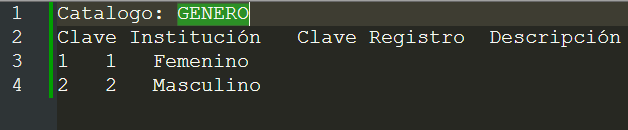 1 Catalogo: GENERO
2 Clave Institución   Clave Registro  Descripción
3 1   1   Femenino
4 2   2   Masculino